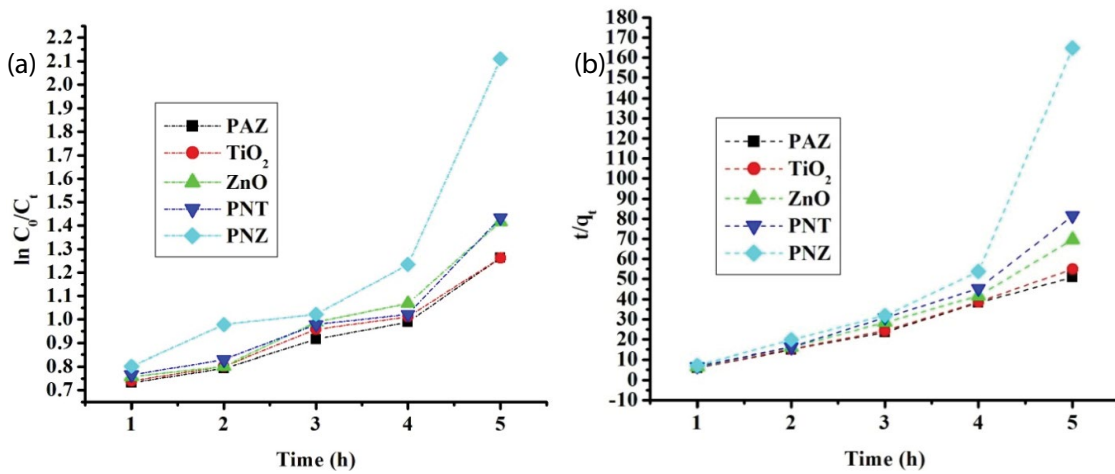 (a)
ln C₀/Cₜ
2.2
2.1
2.0
1.9
1.8
1.7
1.6
1.5
1.4
1.3
1.2
1.1
1.0
0.9
0.8
0.7
PAZ
TiO₂
ZnO
PNT
PNZ
1 2 3 4 5
Time (h)
(b)
t/qₜ
180
170
160
150
140
130
120
110
100
90
80
70
60
50
40
30
20
10
0
-10
PAZ
TiO₂
ZnO
PNT
PNZ
1 2 3 4 5
Time (h)